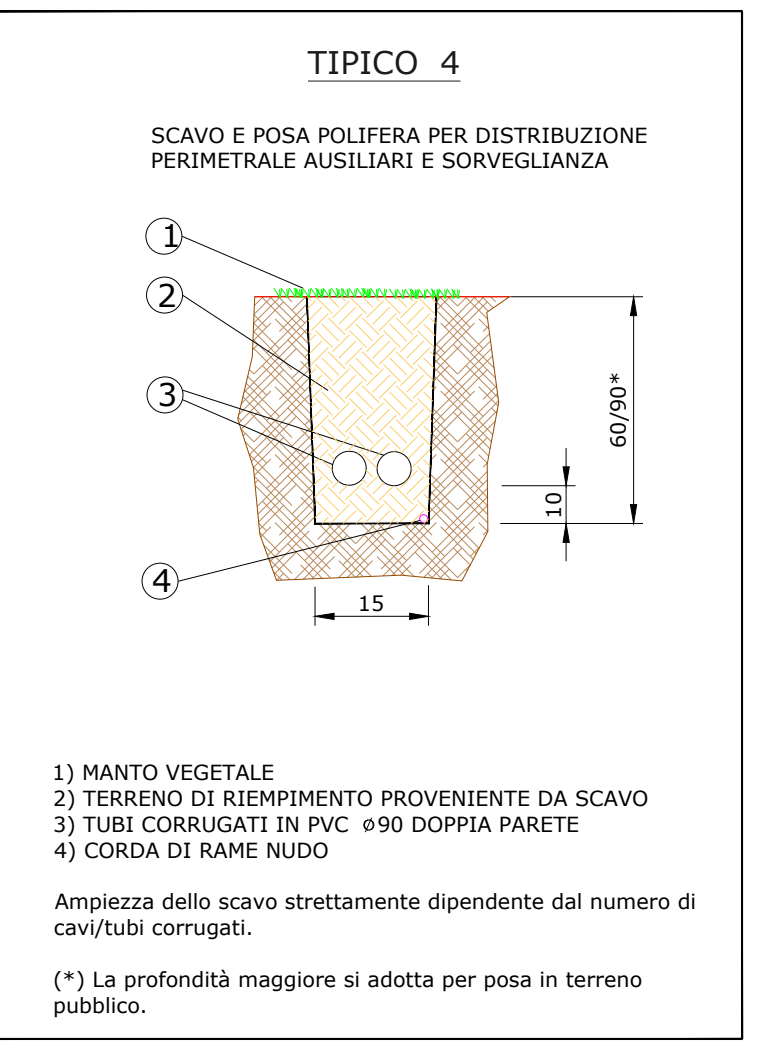 TIPICO 4
SCAVO E POSA POLIFERA PER DISTRIBUZIONE
PERIMETRALE AUSILIARI E SORVEGLIANZA
1
2
3
4
60/90*
10
15
1) MANTO VEGETALE
2) TERRENO DI RIEMPIMENTO PROVENIENTE DA SCAVO
3) TUBI CORRUGATI IN PVC ø90 DOPPIA PARETE
4) CORDA DI RAME NUDO
Ampiezza dello scavo strettamente dipendente dal numero di
cavi/tubi corrugati.
(*) La profondità maggiore si adotta per posa in terreno
pubblico.